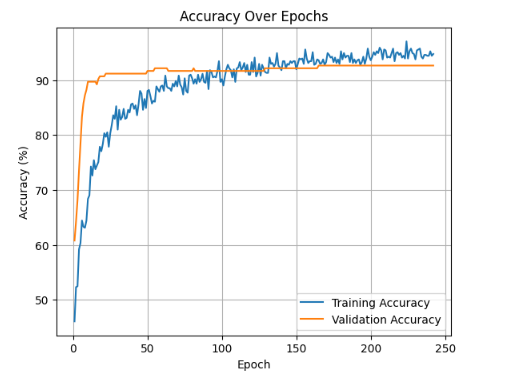 Accuracy Over Epochs
Accuracy (%)
90
80
70
60
50
0 50 100 150 200 250
Epoch
Training Accuracy
Validation Accuracy